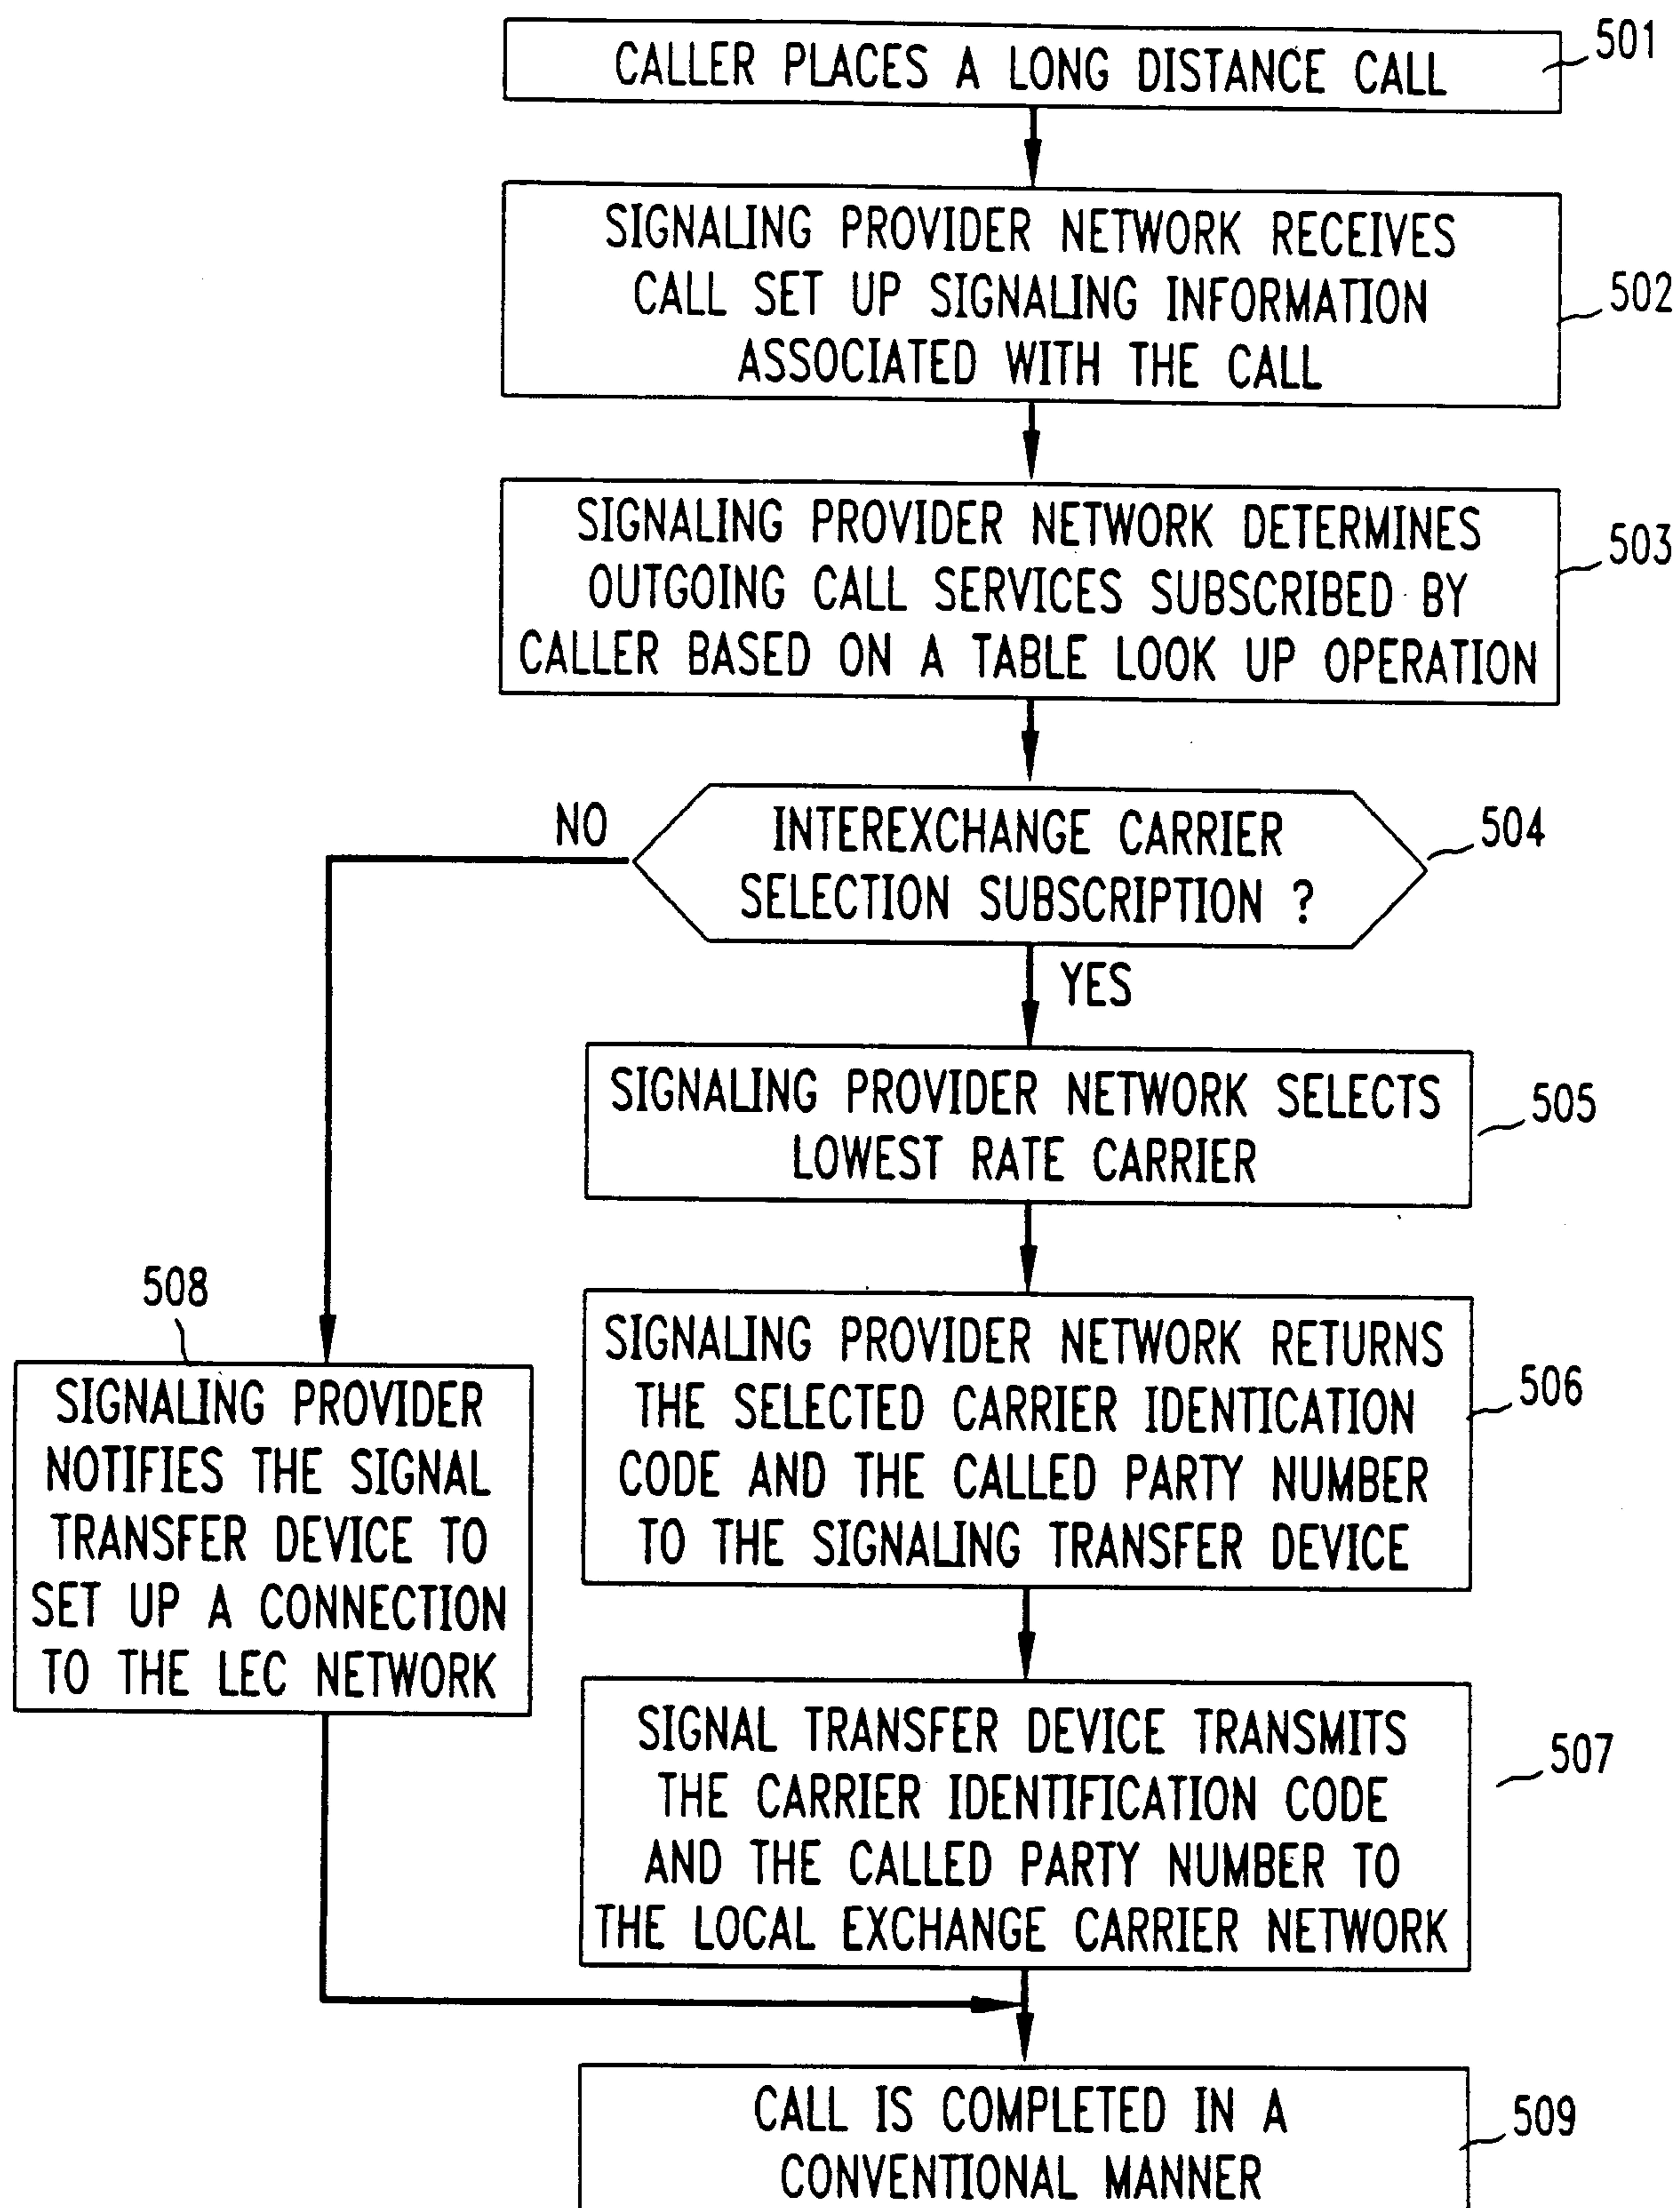 CALLER PLACES A LONG DISTANCE CALL
501
SIGNALING PROVIDER NETWORK RECEIVES
CALL SET UP SIGNALING INFORMATION
ASSOCIATED WITH THE CALL
502
SIGNALING PROVIDER NETWORK DETERMINES
OUTGOING CALL SERVICES SUBSCRIBED BY
CALLER BASED ON A TABLE LOOK UP OPERATION
503
NO
INTEREXCHANGE CARRIER
SELECTION SUBSCRIPTION ?
504
YES
SIGNALING PROVIDER NETWORK SELECTS
LOWEST RATE CARRIER
505
SIGNALING PROVIDER NETWORK RETURNS
THE SELECTED CARRIER IDENTICATION
CODE AND THE CALLED PARTY NUMBER
TO THE SIGNALING TRANSFER DEVICE
506
508
SIGNALING PROVIDER
NOTIFIES THE SIGNAL
TRANSFER DEVICE TO
SET UP A CONNECTION
TO THE LEC NETWORK
SIGNAL TRANSFER DEVICE TRANSMITS
THE CARRIER IDENTIFICATION CODE
AND THE CALLED PARTY NUMBER TO
THE LOCAL EXCHANGE CARRIER NETWORK
507
CALL IS COMPLETED IN A
CONVENTIONAL MANNER
509